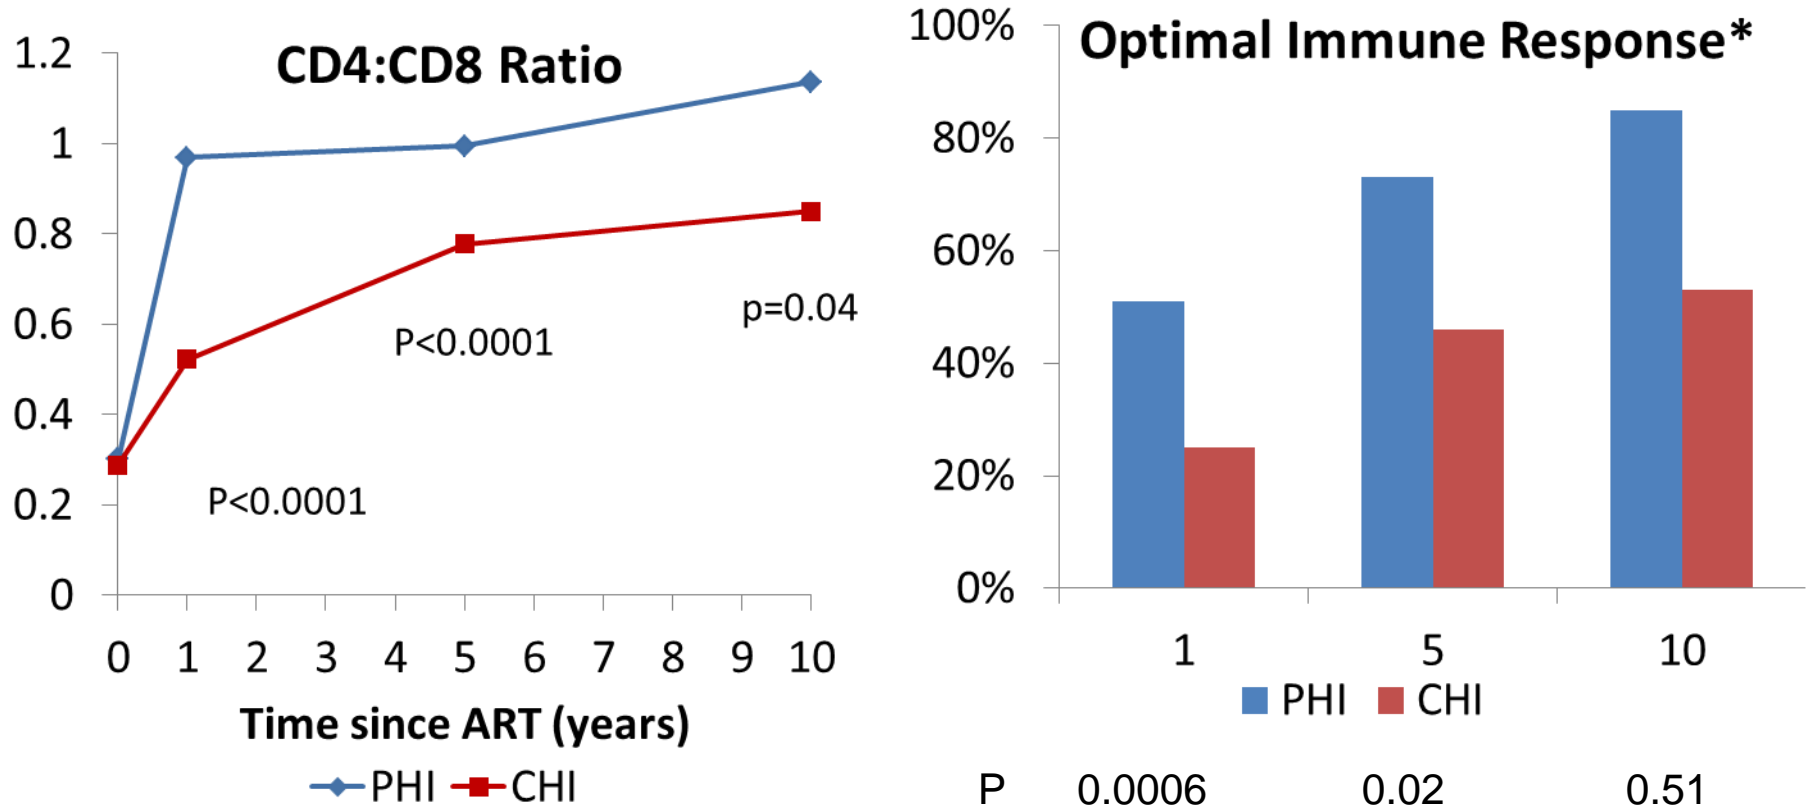 CD4:CD8 Ratio
1.2
1
0.8
0.6
0.4
0.2
0
P<0.0001
P<0.0001
p=0.04
0 1 2 3 4 5 6 7 8 9 10
Time since ART (years)
PHI CHI
Optimal Immune Response*
100%
80%
60%
40%
20%
0%
1 5 10
PHI CHI
P 0.0006 0.02 0.51